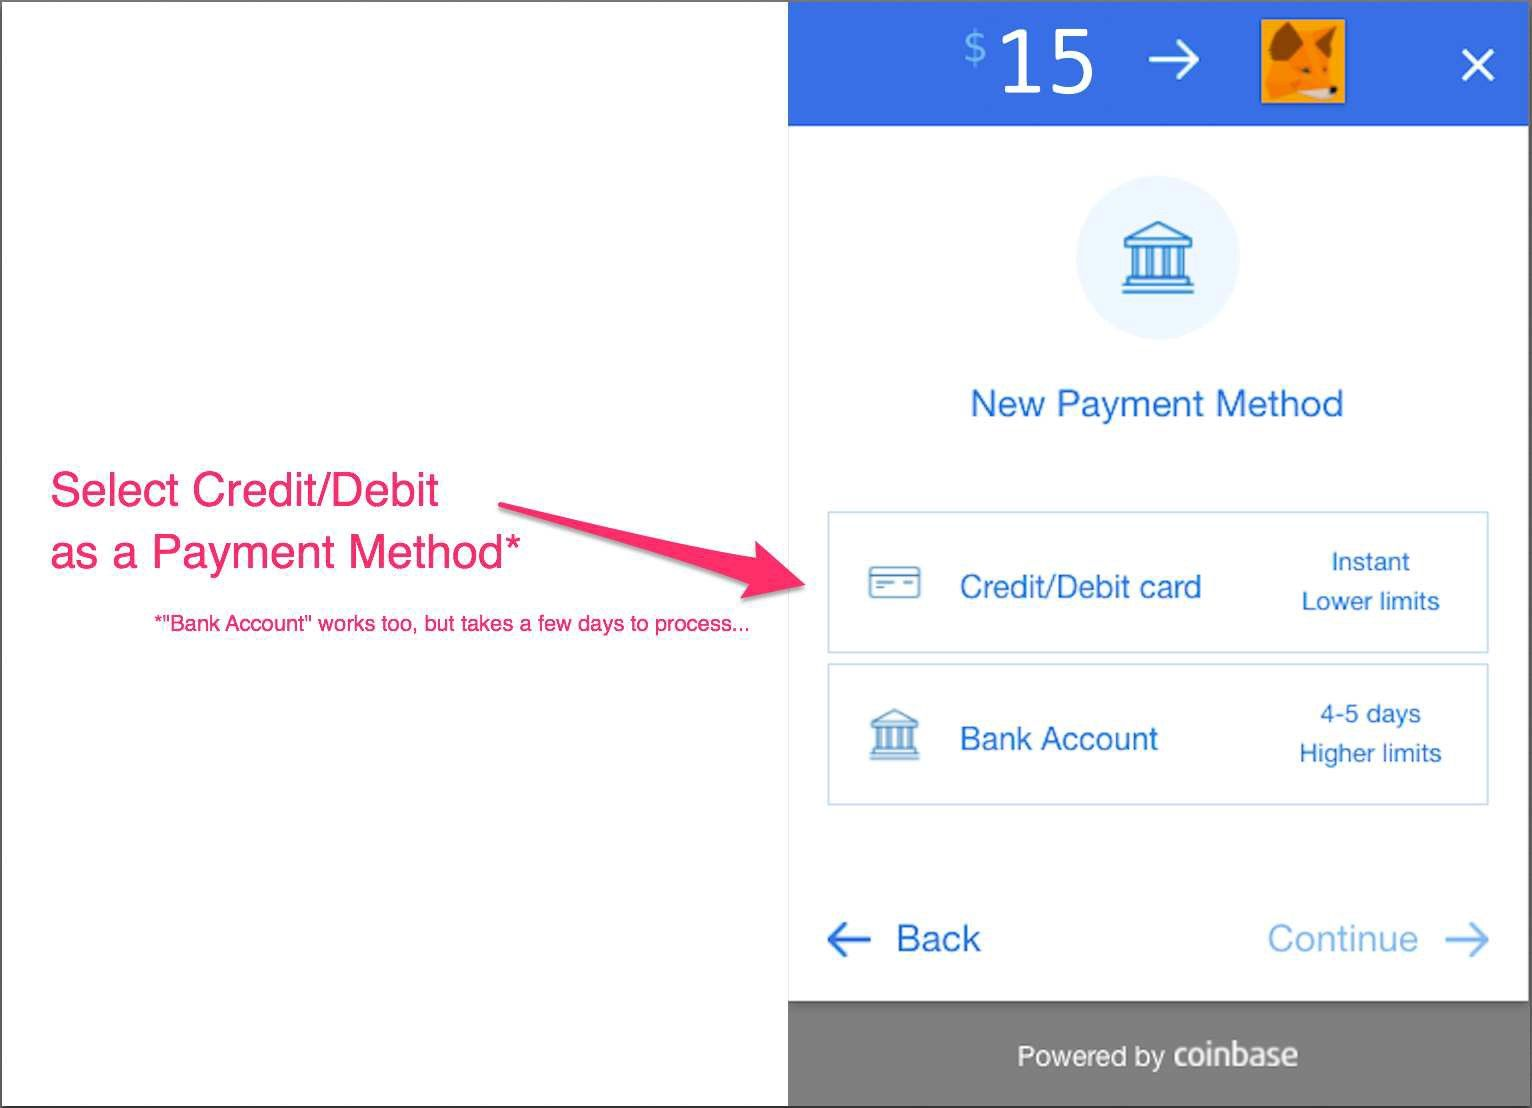 $ 15
New Payment Method
Select Credit/Debit
as a Payment Method*
*"Bank Account" works too, but takes a few days to process...
Credit/Debit card
Instant
Lower limits
Bank Account
4-5 days
Higher limits
Back
Continue
Powered by coinbase